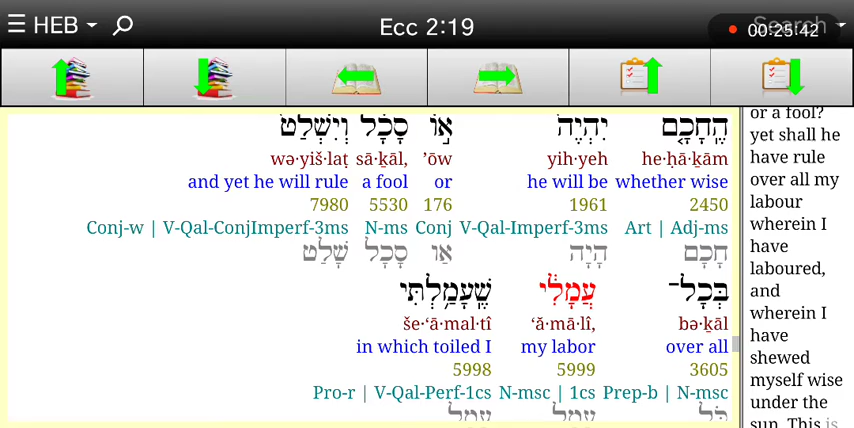 ☰ HEB
Ecc 2:19
Search
00:25:42
הֶֽחָכָ֤ם יִהְיֶה֙ א֣וֹ סָכָ֔ל וְיִשְׁלַט֙
wə·yiš·laṭ sā·ḵāl, ’ōw yih·yeh he·ḥā·ḵām
and yet he will rule a fool or he will be whether wise
7980 5530 176 1961 2450
Conj-w | V-Qal-ConjImperf-3ms N-ms Conj V-Qal-Imperf-3ms Art | Adj-ms
חָכָם הָיָה אַו סָכָל שָׁלַט
בְּכָל־ עֲמָלִ֔י שֶֽׁעָמַ֥לְתִּי
še·‘ā·mal·tî ‘ă·mā·lî, bə·ḵāl
in which toiled I my labor over all
5998 5999 3605
Pro-r | V-Qal-Perf-1cs N-msc | 1cs Prep-b | N-msc
כֹּל עָמָל עָמַל
or a fool?
yet shall he
have rule
over all my
labour
wherein I
have
laboured,
and
wherein I
have
shewed
myself wise
under the
sun. This is